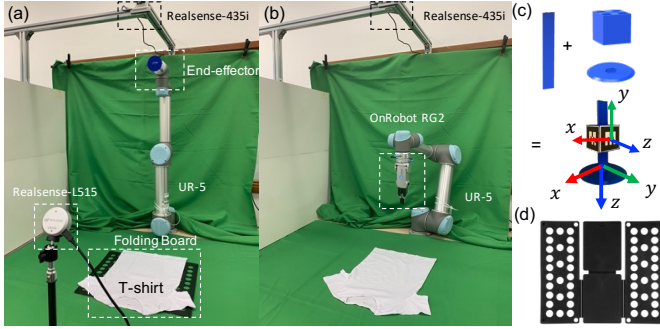 (a)
Realsense-435i
End-effector
UR-5
Realsense-L515
Folding Board
T-shirt
(b)
Realsense-435i
OnRobot RG2
UR-5
(c)
+
=
y
x
z
x
y
z
(d)